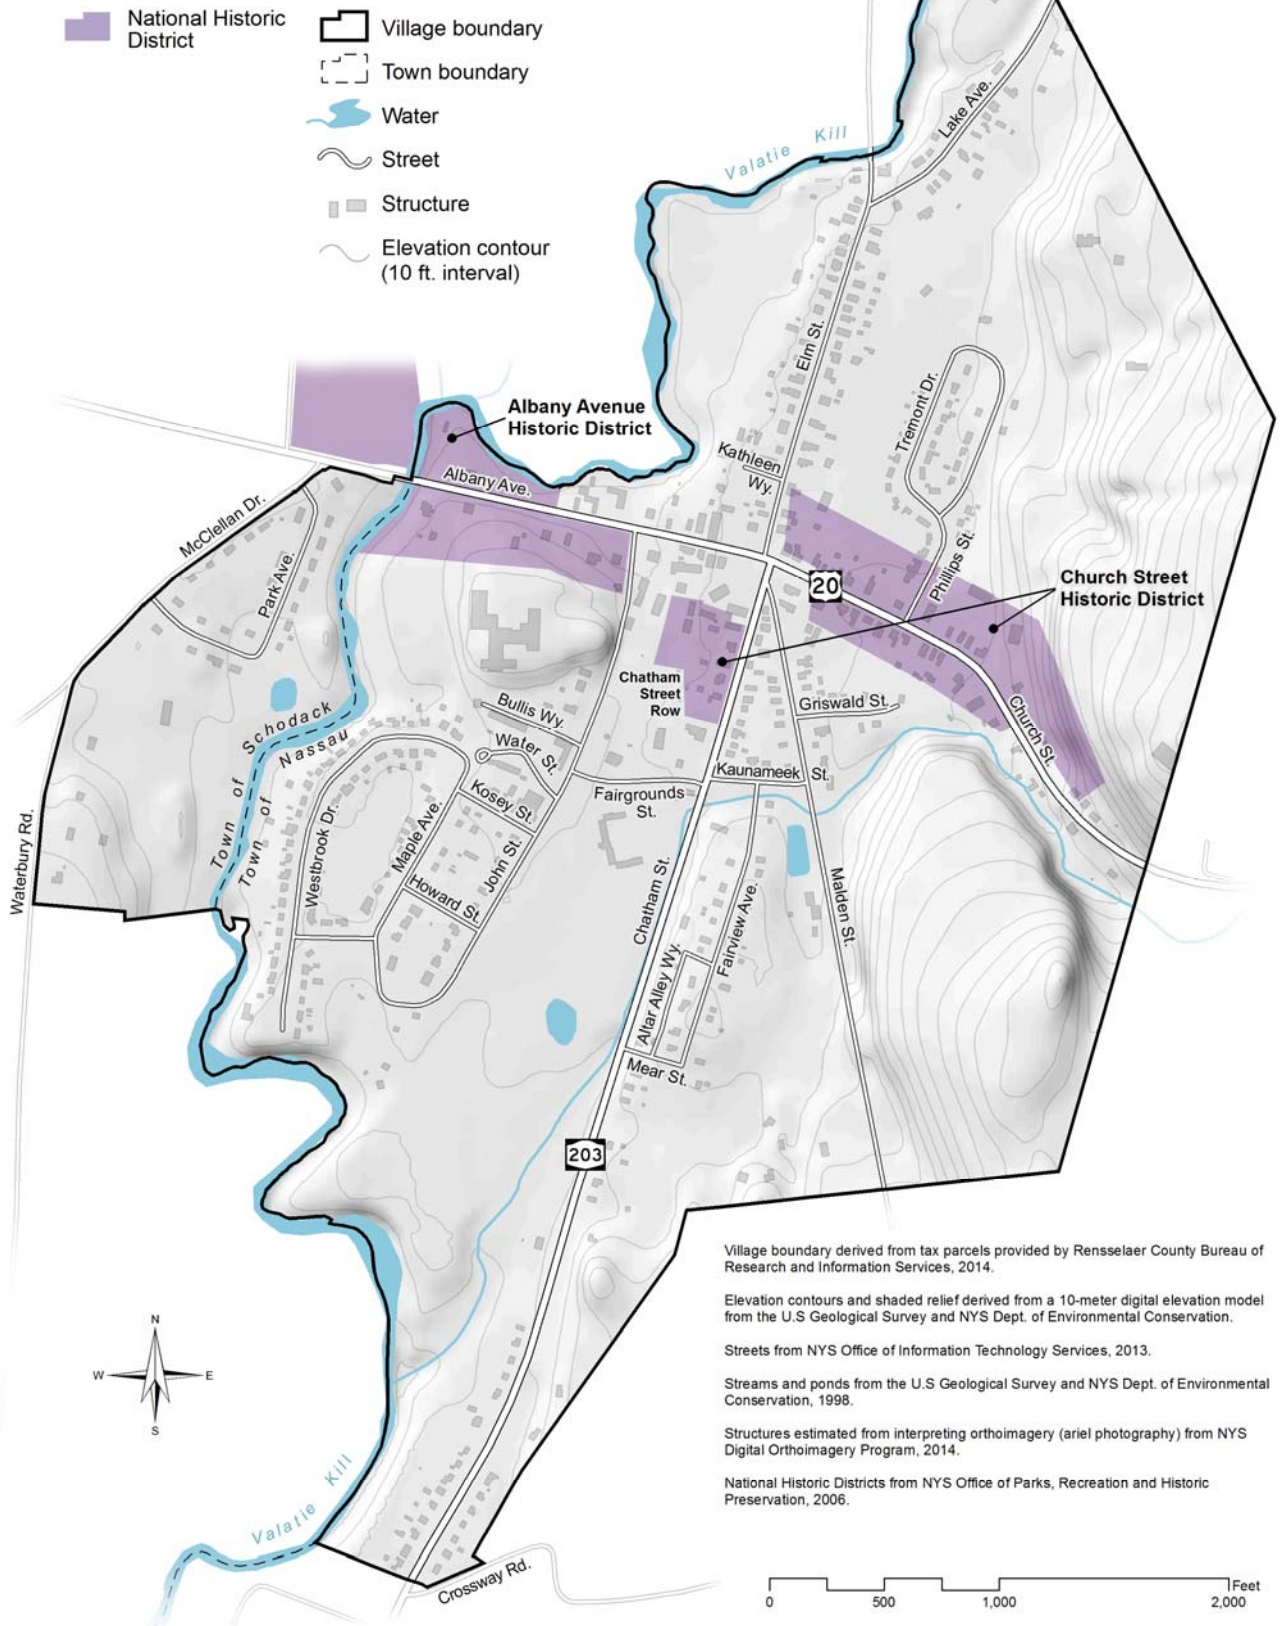 National Historic
District
Village boundary
Town boundary
Water
Street
Structure
Elevation contour
(10 ft. interval)
Valatie Kill
Lake Ave.
Elm St.
Tremont Dr.
Albany Avenue
Historic District
Kathleen
Wy.
Albany Ave.
McClellan Dr.
Park Ave.
20
Phillips St.
Church Street
Historic District
Chatham
Street
Row
Bullis Wy.
Griswald St.
Church St.
Schodack
Nassau
Town of
Town of
Water St.
Kaunameek St.
Fairgrounds
St.
Kosey St.
Westbrook Dr.
Maple Ave.
John St.
Howard St.
Waterbury Rd.
Chatham St.
Malden St.
Fairview Ave.
Altar Alley Wy.
Mear St.
203
Village boundary derived from tax parcels provided by Rensselaer County Bureau of
Research and Information Services, 2014.
Elevation contours and shaded relief derived from a 10-meter digital elevation model
from the U.S Geological Survey and NYS Dept. of Environmental Conservation.
Streets from NYS Office of Information Technology Services, 2013.
Streams and ponds from the U.S Geological Survey and NYS Dept. of Environmental
Conservation, 1998.
Structures estimated from interpreting orthoimagery (ariel photography) from NYS
Digital Orthoimagery Program, 2014.
National Historic Districts from NYS Office of Parks, Recreation and Historic
Preservation, 2006.
N
W E
S
Valatie Kill
Crossway Rd.
Feet
0 500 1,000 2,000